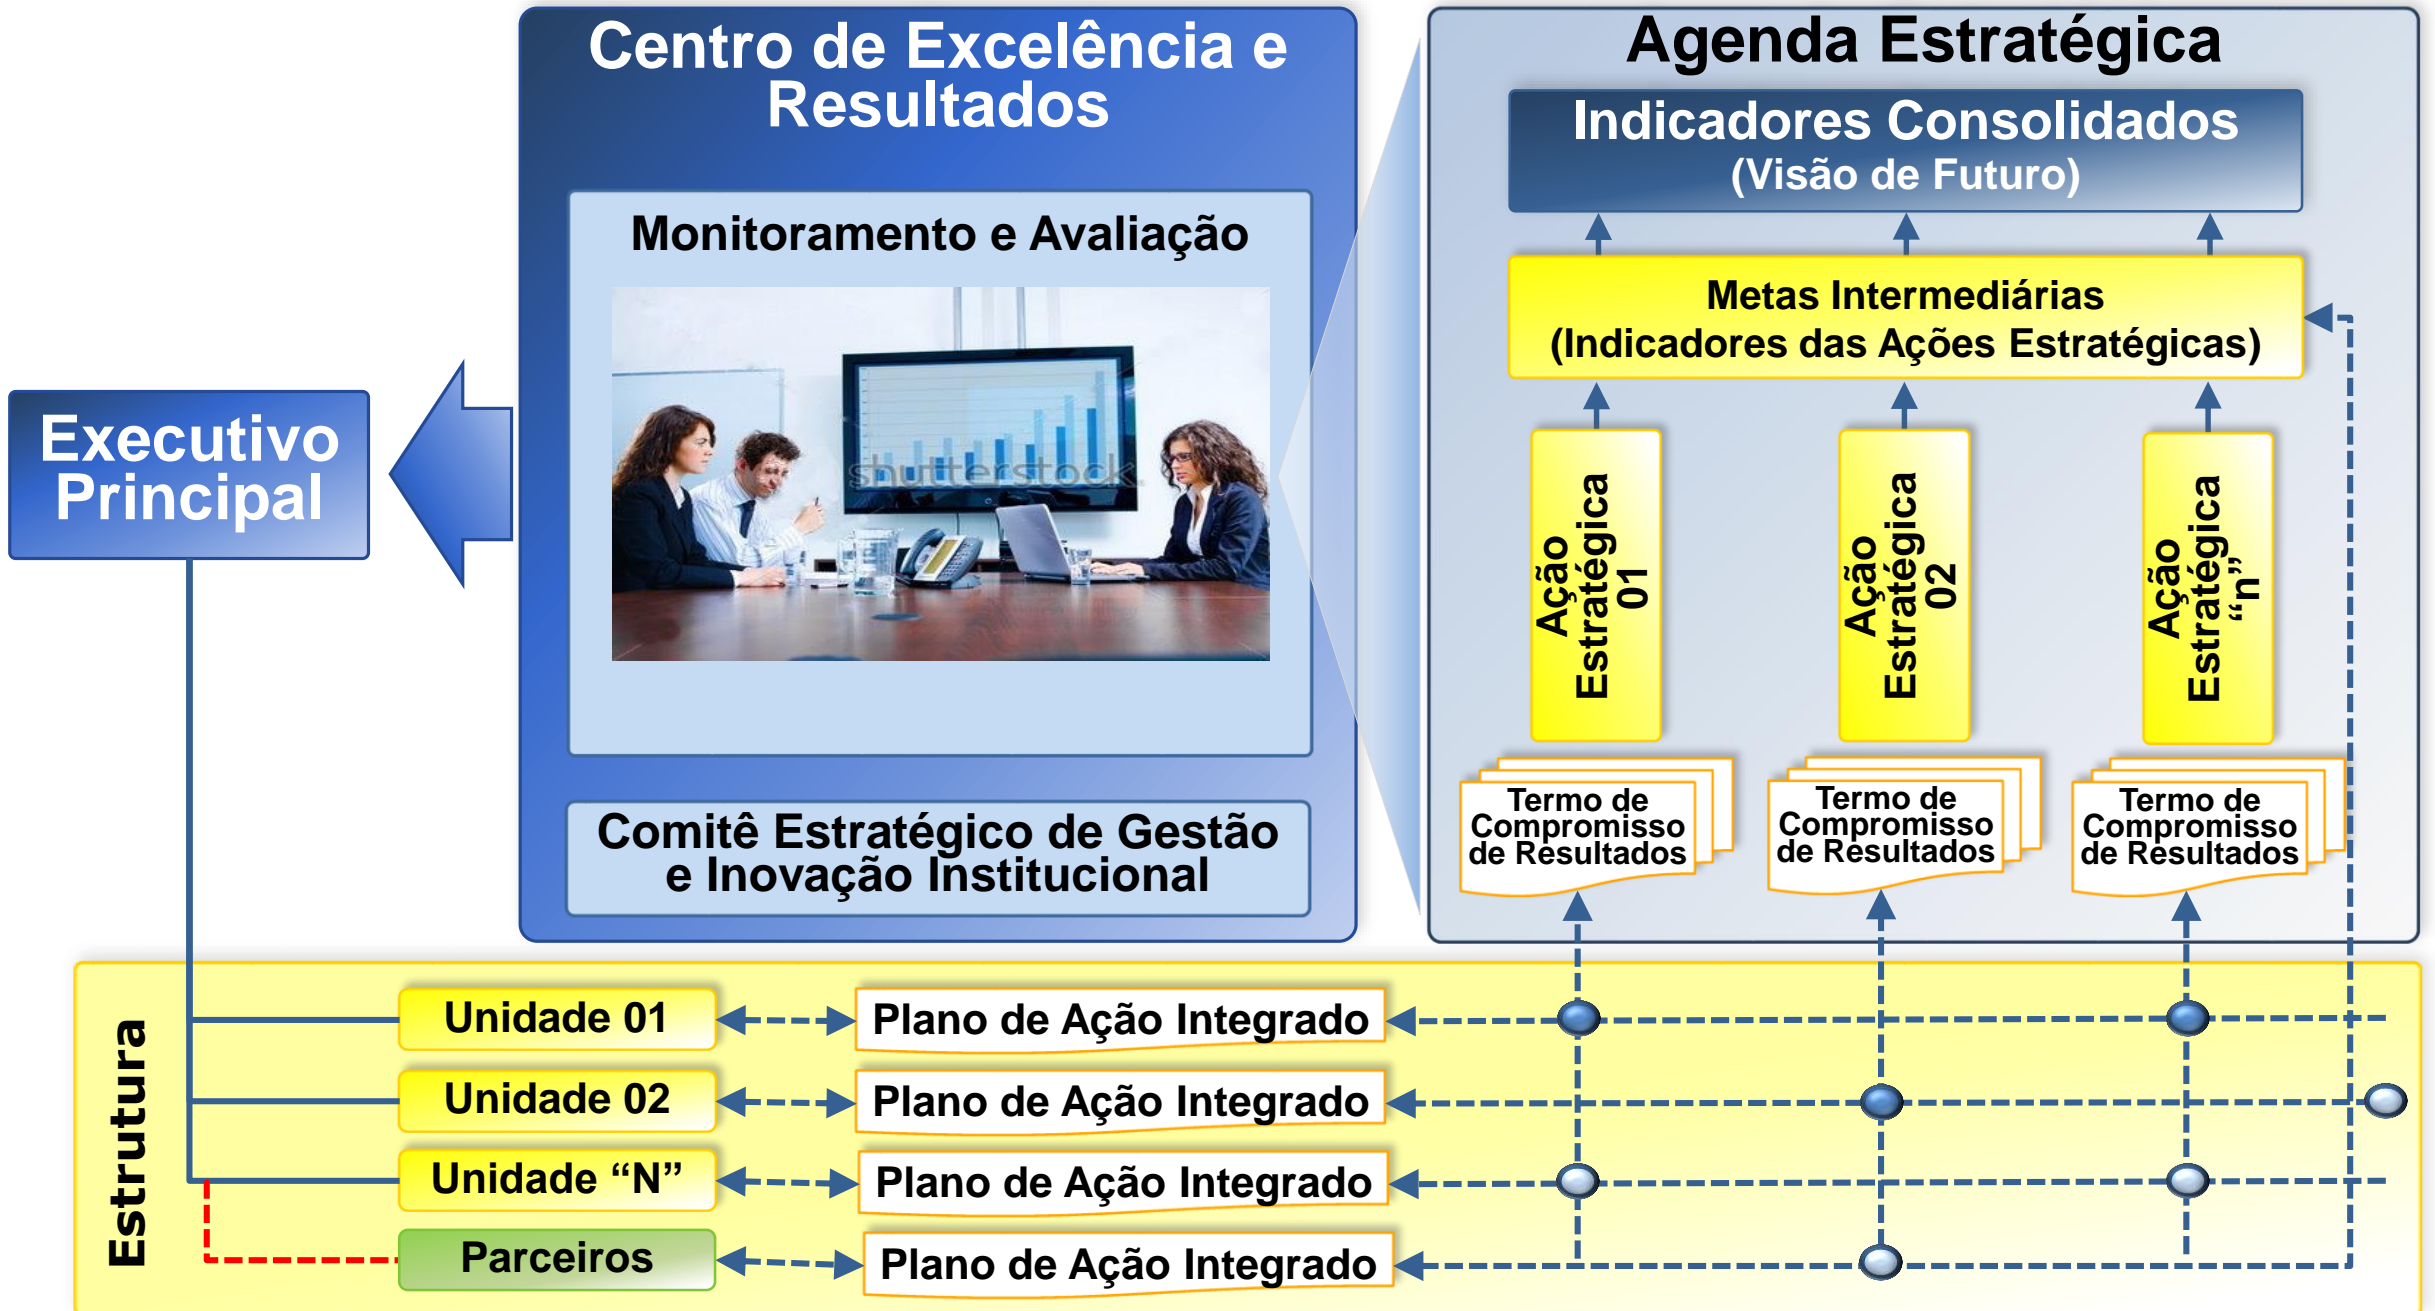 Centro de Excelência e
Resultados
Monitoramento e Avaliação
shutterstock
Comitê Estratégico de Gestão
e Inovação Institucional
Executivo
Principal
Agenda Estratégica
Indicadores Consolidados
(Visão de Futuro)
Metas Intermediárias
(Indicadores das Ações Estratégicas)
Ação
Estratégica
01
Ação
Estratégica
02
Ação
Estratégica
“n”
Termo de
Compromisso
de Resultados
Termo de
Compromisso
de Resultados
Termo de
Compromisso
de Resultados
Estrutura
Unidade 01
Plano de Ação Integrado
Unidade 02
Plano de Ação Integrado
Unidade “N”
Plano de Ação Integrado
Parceiros
Plano de Ação Integrado